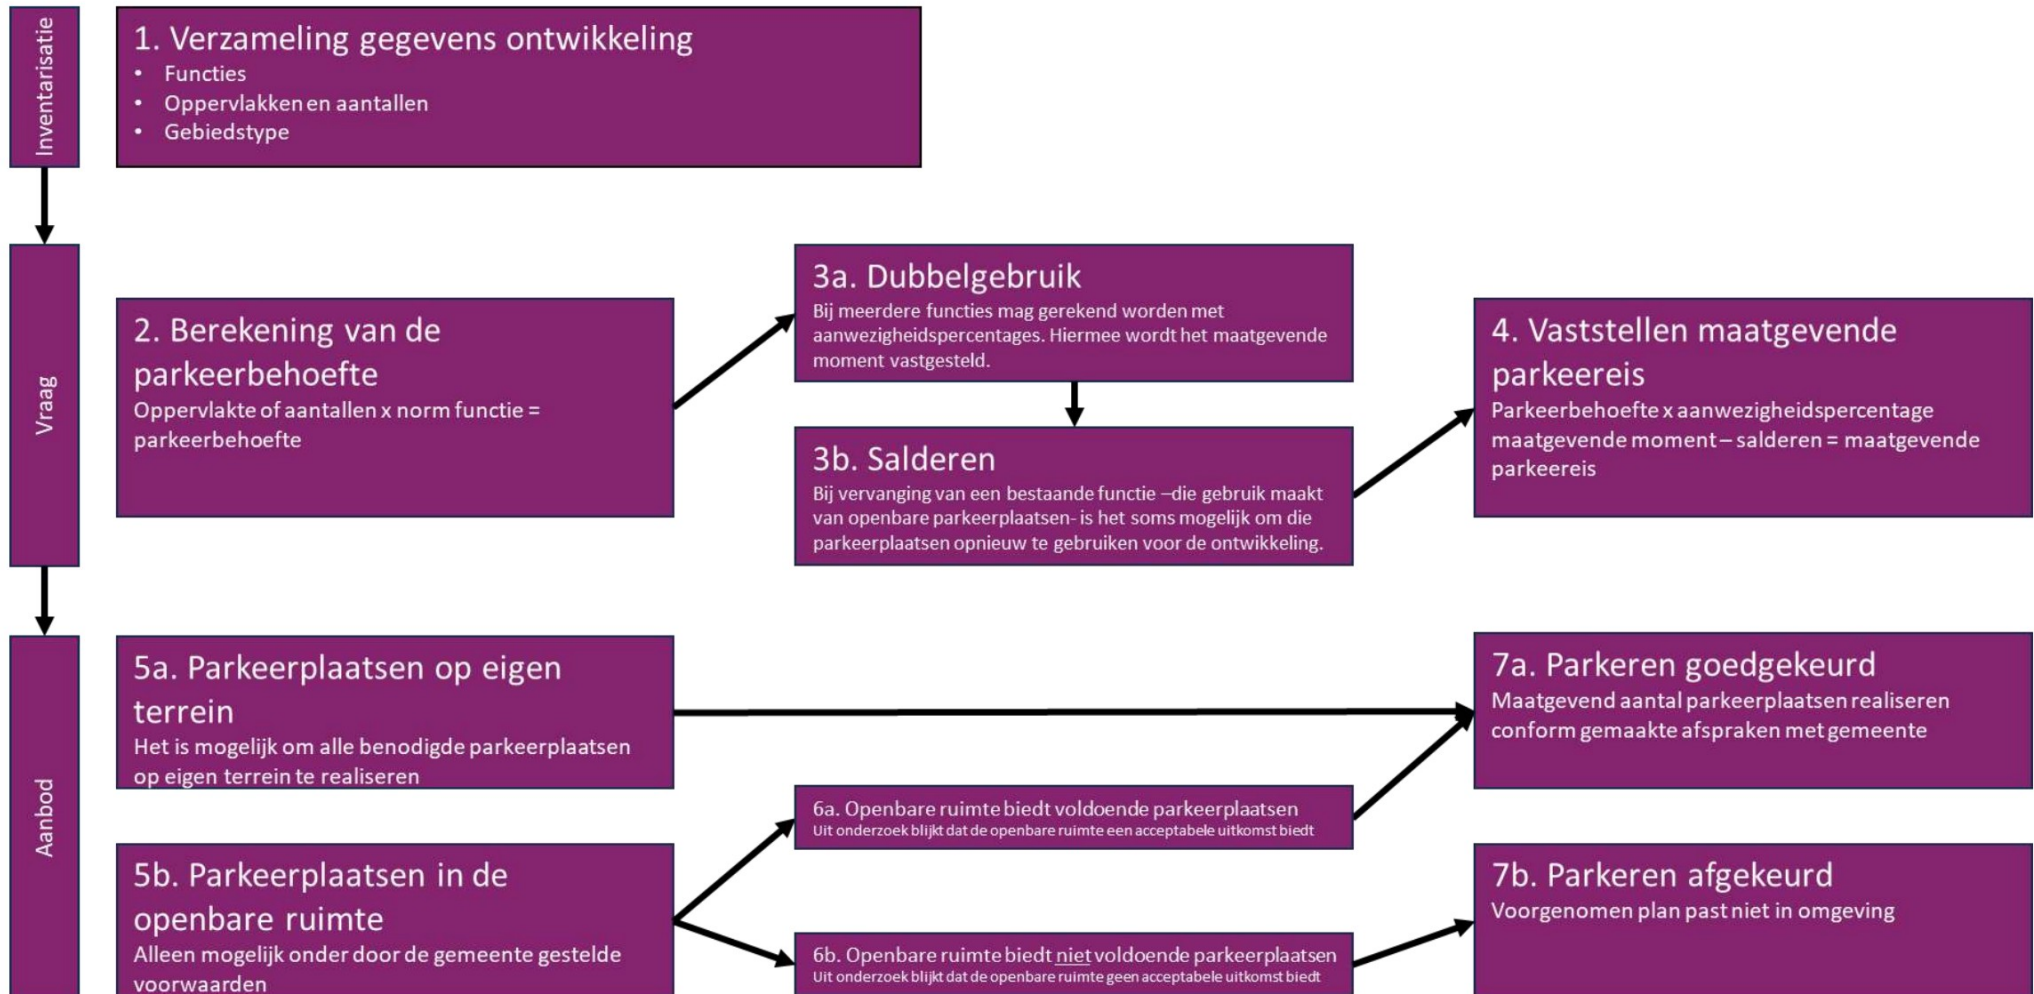 Inventarisatie
1. Verzameling gegevens ontwikkeling
• Functies
• Oppervlakken en aantallen
• Gebiedstype
Vraag
2. Berekening van de
parkeerbehoefte
Oppervlakte of aantallen x norm functie =
parkeerbehoefte
3a. Dubbelgebruik
Bij meerdere functies mag gerekend worden met
aanwezigheidspercentages. Hiermee wordt het maatgevende
moment vastgesteld.
3b. Salderen
Bij vervanging van een bestaande functie –die gebruik maakt
van openbare parkeerplaatsen- is het soms mogelijk om die
parkeerplaatsen opnieuw te gebruiken voor de ontwikkeling.
4. Vaststellen maatgevende
parkeereis
Parkeerbehoefte x aanwezigheidspercentage
maatgevende moment – salderen = maatgevende
parkeereis
Aanbod
5a. Parkeerplaatsen op eigen
terrein
Het is mogelijk om alle benodigde parkeerplaatsen
op eigen terrein te realiseren
5b. Parkeerplaatsen in de
openbare ruimte
Alleen mogelijk onder door de gemeente gestelde
voorwaarden
6a. Openbare ruimte biedt voldoende parkeerplaatsen
Uit onderzoek blijkt dat de openbare ruimte een acceptabele uitkomst biedt
6b. Openbare ruimte biedt niet voldoende parkeerplaatsen
Uit onderzoek blijkt dat de openbare ruimte geen acceptabele uitkomst biedt
7a. Parkeren goedgekeurd
Maatgevend aantal parkeerplaatsen realiseren
conform gemaakte afspraken met gemeente
7b. Parkeren afgekeurd
Voorgenomen plan past niet in omgeving